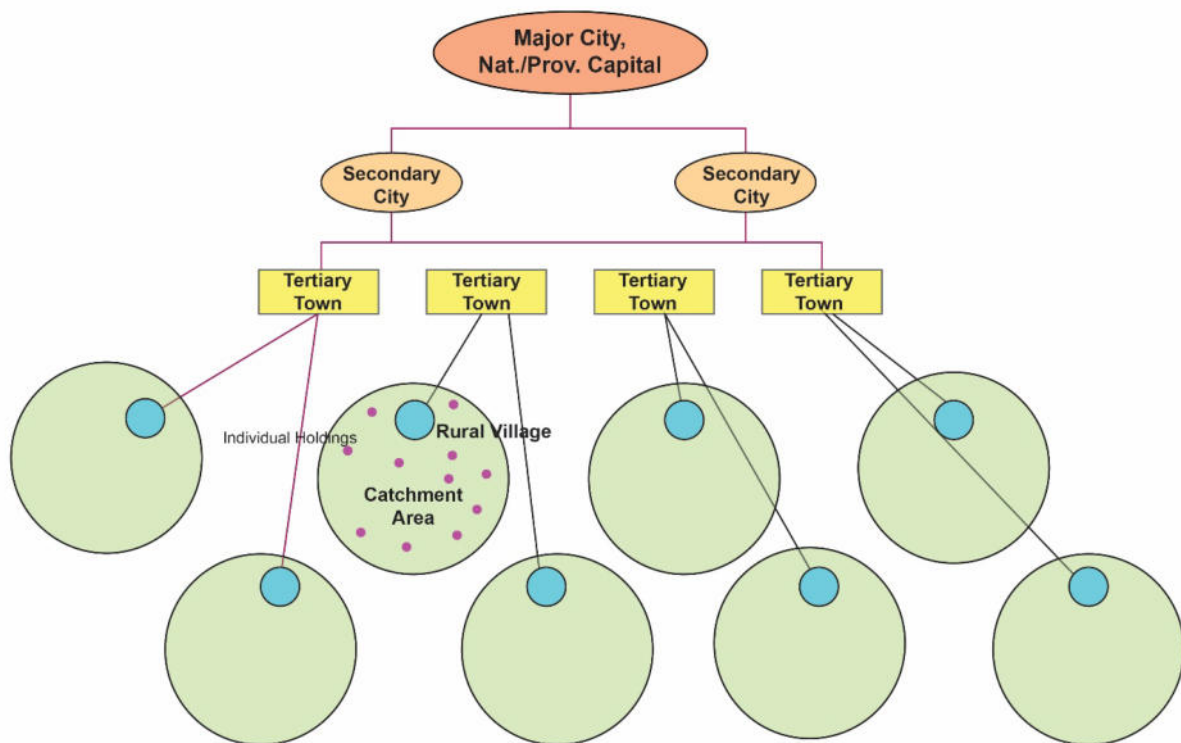 Major City,
Nat./Prov. Capital
Secondary
City
Secondary
City
Tertiary
Town
Tertiary
Town
Tertiary
Town
Tertiary
Town
Individual Holdings
Rural Village
Catchment
Area